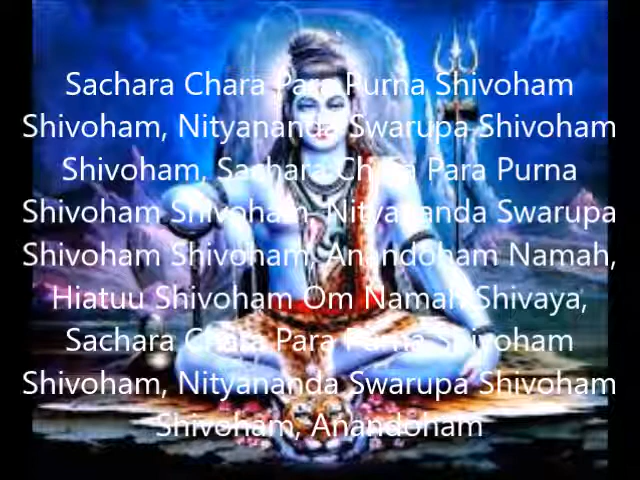 Sachara Chara Para Purna Shivoham
Shivoham, Nityananda Swarupa Shivoham
Shivoham, Sachara Chara Para Purna
Shivoham Shivoham, Nityananda Swarupa
Shivoham Shivoham, Anandoham Namah,
Hiatuu Shivoham Om Namah Shivaya,
Sachara Chara Para Purna Shivoham
Shivoham, Nityananda Swarupa Shivoham
Shivoham, Anandoham